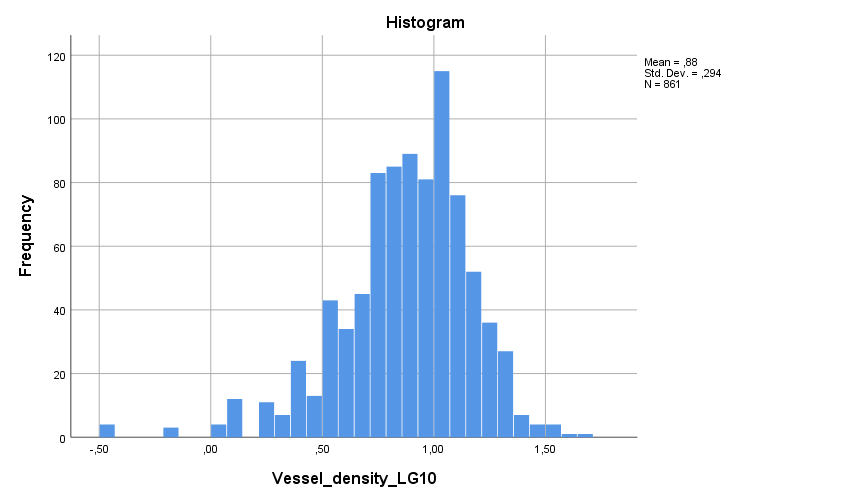 Histogram
Mean = ,88
Std. Dev. = ,294
N = 861
120
100
80
60
40
20
0
Frequency
-,50
,00
,50
1,00
1,50
Vessel_density_LG10